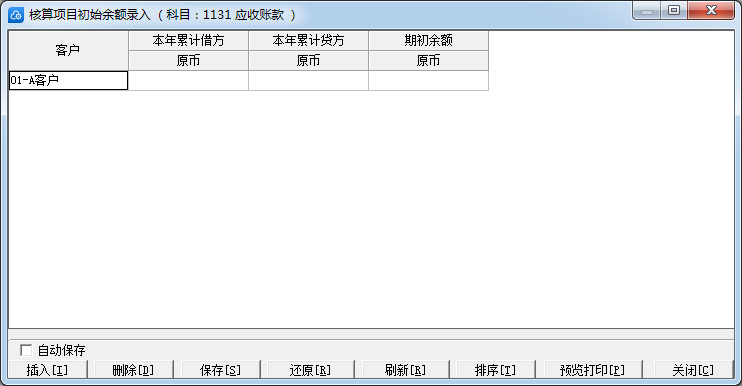 核算项目初始余额录入 （科目：1131 应收账款 ）
客户 本年累计借方 本年累计贷方 期初余额
原币 原币 原币
01-A客户
自动保存
插入[I] 删除[D] 保存[S] 还原[R] 刷新[R] 排序[T] 预览打印[P] 关闭[C]